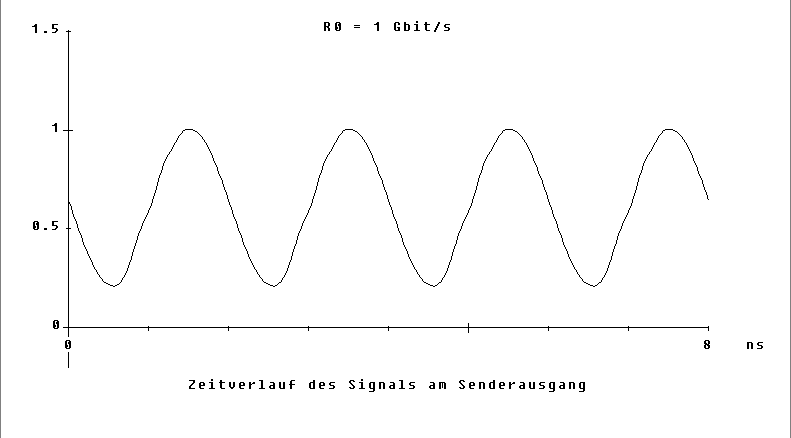 R0 = 1 Gbit/s
1.5
1
0.5
0
0 8 ns
Zeitverlauf des Signals am Senderausgang